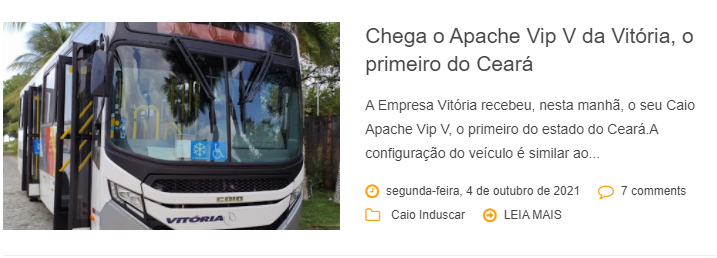 Chega o Apache Vip V da Vitória, o
primeiro do Ceará
A Empresa Vitória recebeu, nesta manhã, o seu Caio
Apache Vip V, o primeiro do estado do Ceará.A
configuração do veículo é similar ao...
segunda-feira, 4 de outubro de 2021 7 comments
Caio Induscar LEIA MAIS
CAIO
VITÓRIA